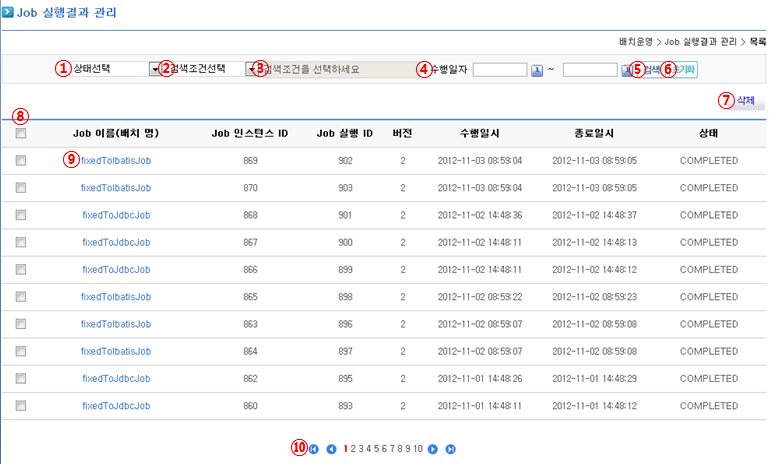 Job 실행결과 관리
배치운영 > Job 실행결과 관리 > 목록
① 상태선택 ② 검색조건선택 ③ 검색조건을 선택하세요 ④ 수행일자 ~ ⑤ 검색 ⑥ 초기화
⑦ 삭제
⑧
Job 이름(배치 명) Job 인스턴스 ID Job 실행 ID 버전 수행일시 종료일시 상태
⑨ fixedToIbatisJob 869 902 2 2012-11-03 08:59:04 2012-11-03 08:59:05 COMPLETED
fixedToIbatisJob 870 903 2 2012-11-03 08:59:04 2012-11-03 08:59:05 COMPLETED
fixedToJdbcJob 868 901 2 2012-11-02 14:48:36 2012-11-02 14:48:37 COMPLETED
fixedToJdbcJob 867 900 2 2012-11-02 14:48:11 2012-11-02 14:48:13 COMPLETED
fixedToJdbcJob 866 899 2 2012-11-02 14:48:11 2012-11-02 14:48:12 COMPLETED
fixedToIbatisJob 865 898 2 2012-11-02 08:59:22 2012-11-02 08:59:23 COMPLETED
fixedToIbatisJob 863 896 2 2012-11-02 08:59:07 2012-11-02 08:59:08 COMPLETED
fixedToIbatisJob 864 897 2 2012-11-02 08:59:07 2012-11-02 08:59:08 COMPLETED
fixedToJdbcJob 862 895 2 2012-11-01 14:48:26 2012-11-01 14:48:29 COMPLETED
fixedToJdbcJob 860 893 2 2012-11-01 14:48:11 2012-11-01 14:48:12 COMPLETED
⑩ 1 2 3 4 5 6 7 8 9 10